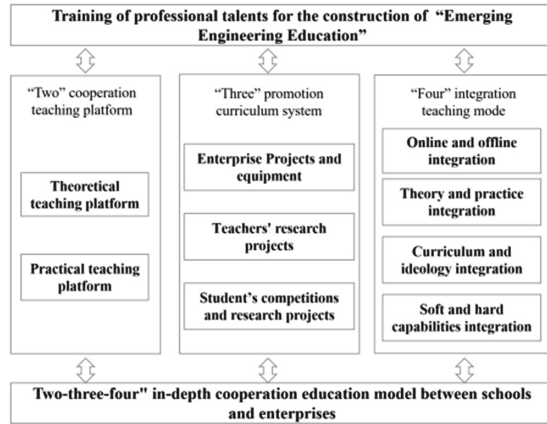 Training of professional talents for the construction of “Emerging
Engineering Education”
“Two” cooperation
teaching platform
Theoretical
teaching platform
Practical teaching
platform
“Three” promotion
curriculum system
Enterprise Projects and
equipment
Teachers' research
projects
Student’s competitions
and research projects
“Four” integration
teaching mode
Online and offline
integration
Theory and practice
integration
Curriculum and
ideology integration
Soft and hard
capabilities integration
Two-three-four" in-depth cooperation education model between schools
and enterprises